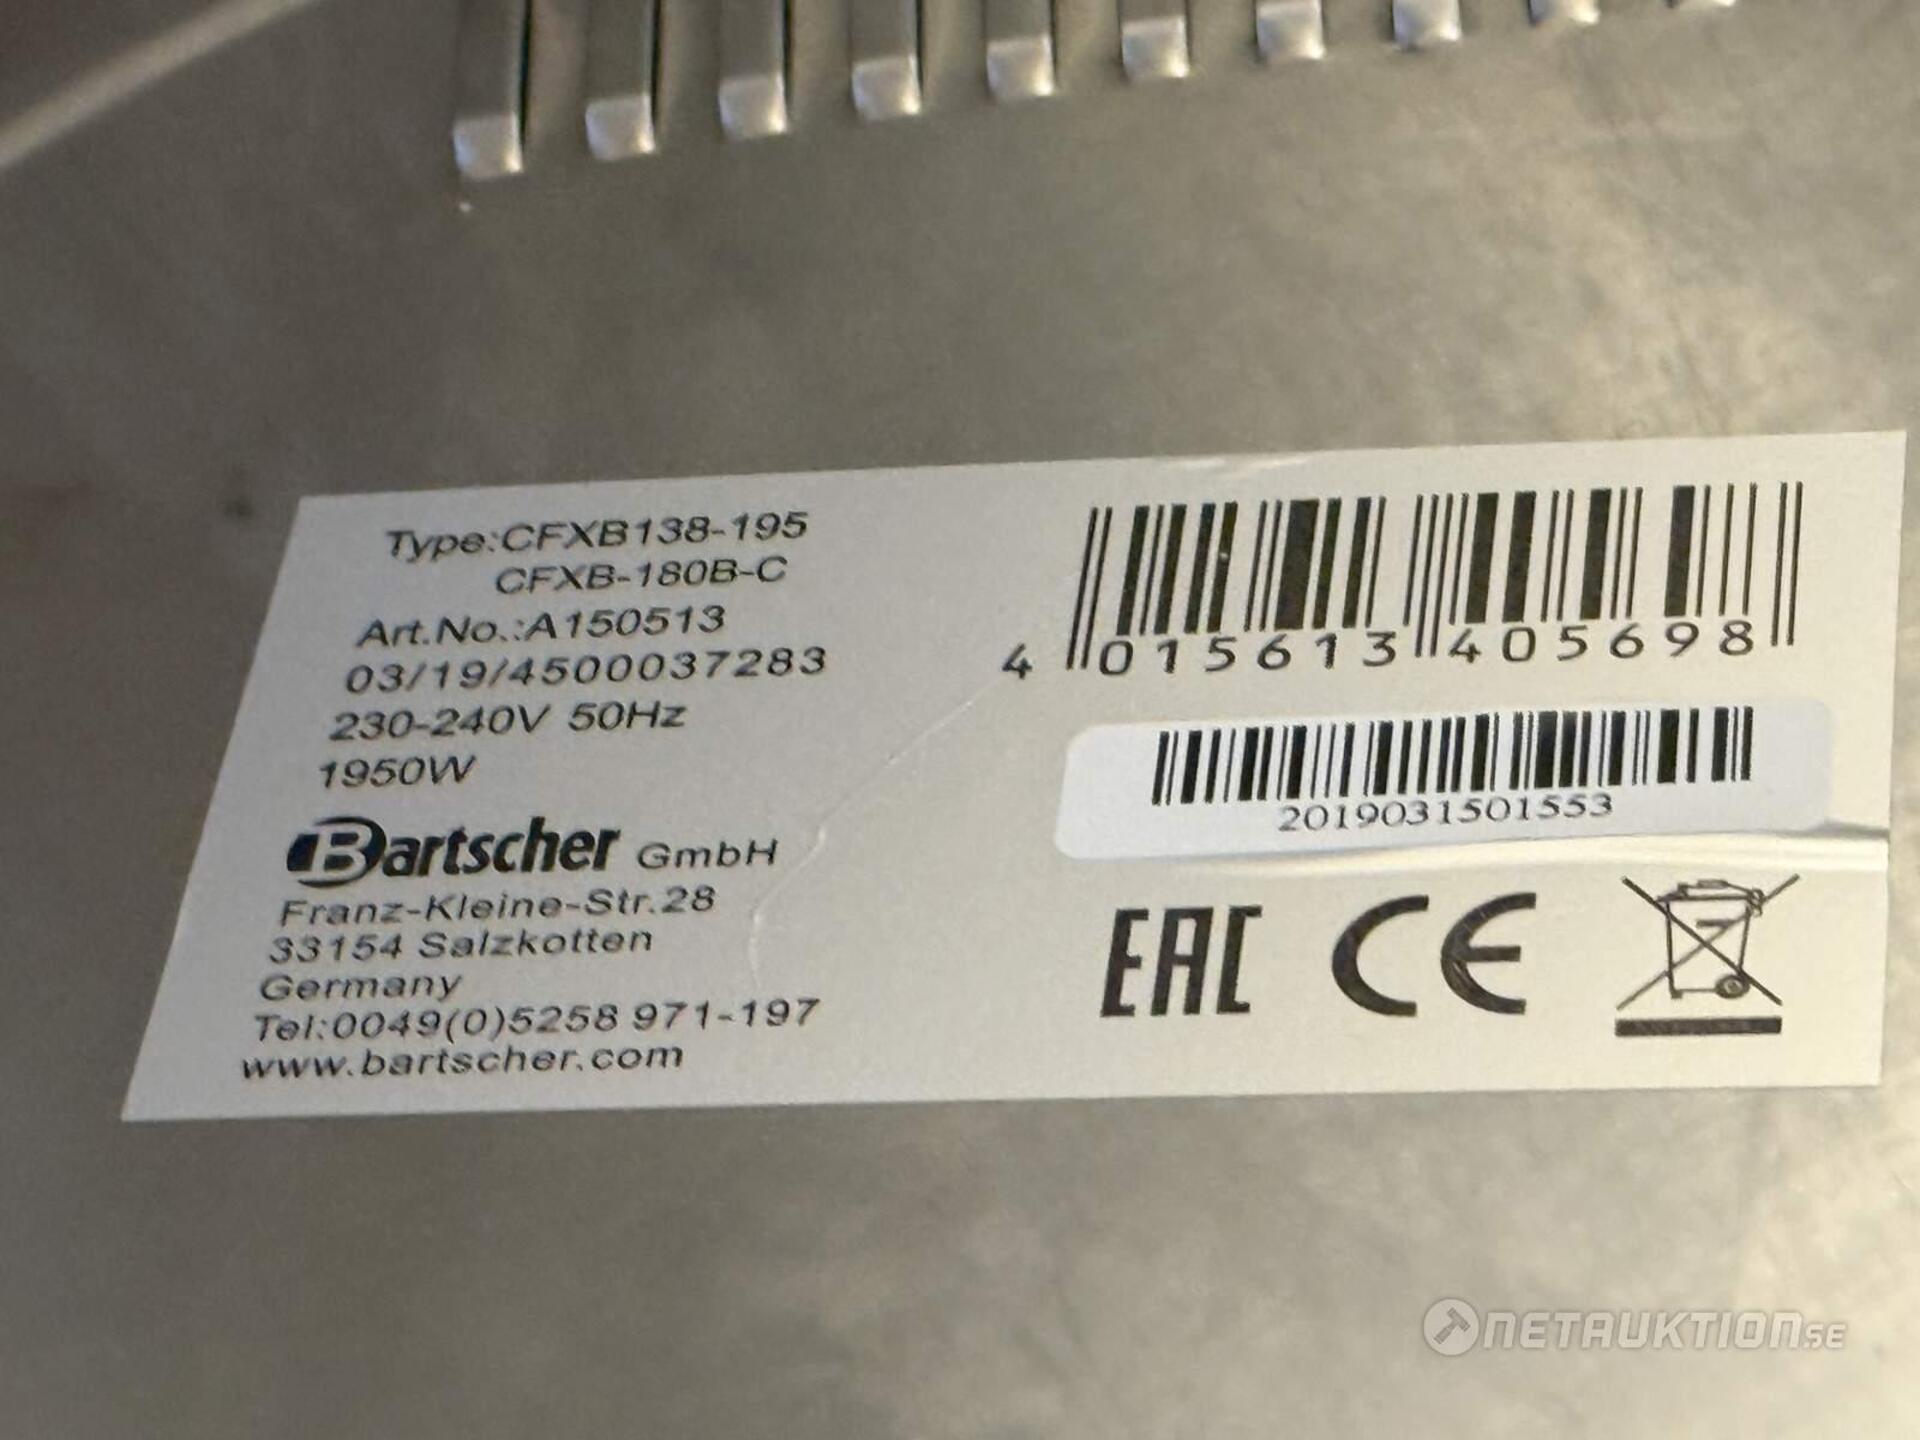 Type:CFXB138-195
CFXB-180B-C
Art.No.:A150513
03/19/4500037283
230-240V 50Hz
1950W
Bartscher GmbH
Franz-Kleine-Str.28
33154 Salzkotten
Germany
Tel:0049(0)5258 971-197
www.bartscher.com
4 015613 405698
2019031501553
EAC CE
NETAUKTION.SE